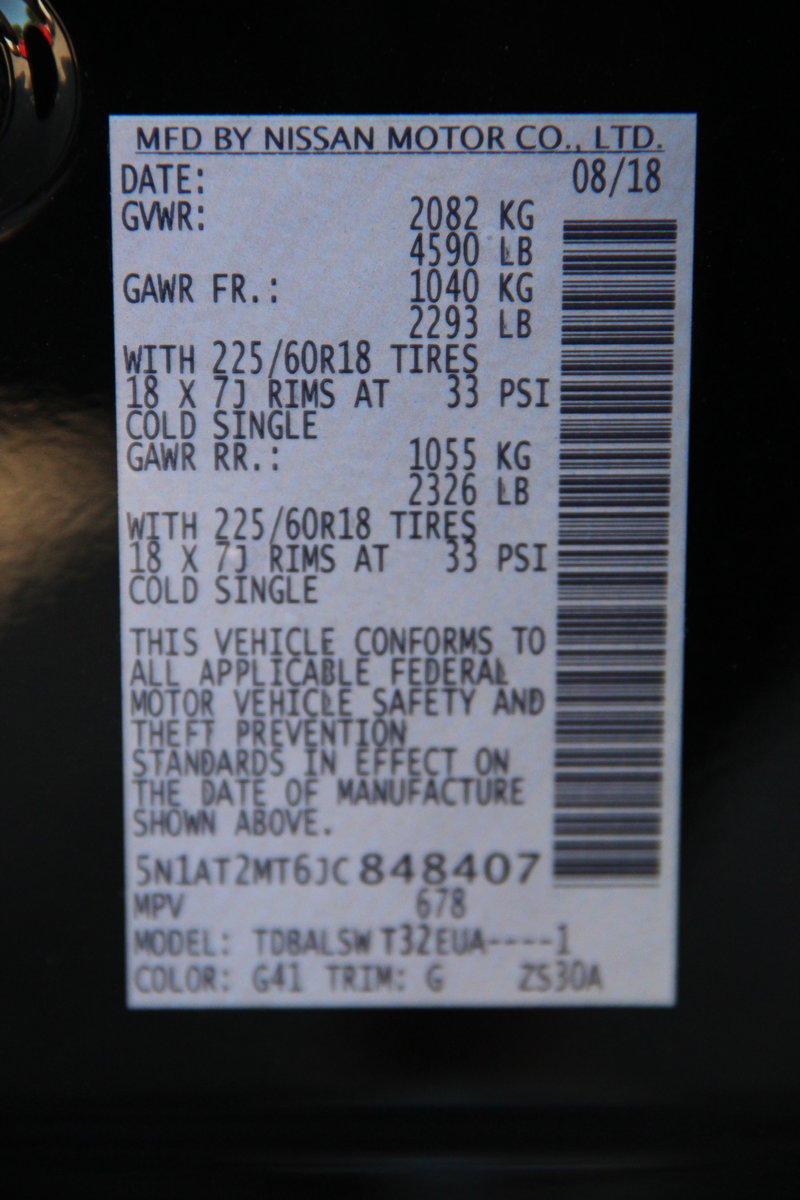 MFD BY NISSAN MOTOR CO., LTD.
DATE: 08/18
GVWR: 2082 KG
4590 LB
GAWR FR.: 1040 KG
2293 LB
WITH 225/60R18 TIRES
18 X 7J RIMS AT 33 PSI
COLD SINGLE
GAWR RR.: 1055 KG
2326 LB
WITH 225/60R18 TIRES
18 X 7J RIMS AT 33 PSI
COLD SINGLE
THIS VEHICLE CONFORMS TO
ALL APPLICABLE FEDERAL
MOTOR VEHICLE SAFETY AND
THEFT PREVENTION
STANDARDS IN EFFECT ON
THE DATE OF MANUFACTURE
SHOWN ABOVE.
5N1AT2MT6JC848407
MPV 678
MODEL: TDBALSW T32EUA----1
COLOR: G41 TRIM: G ZS30A